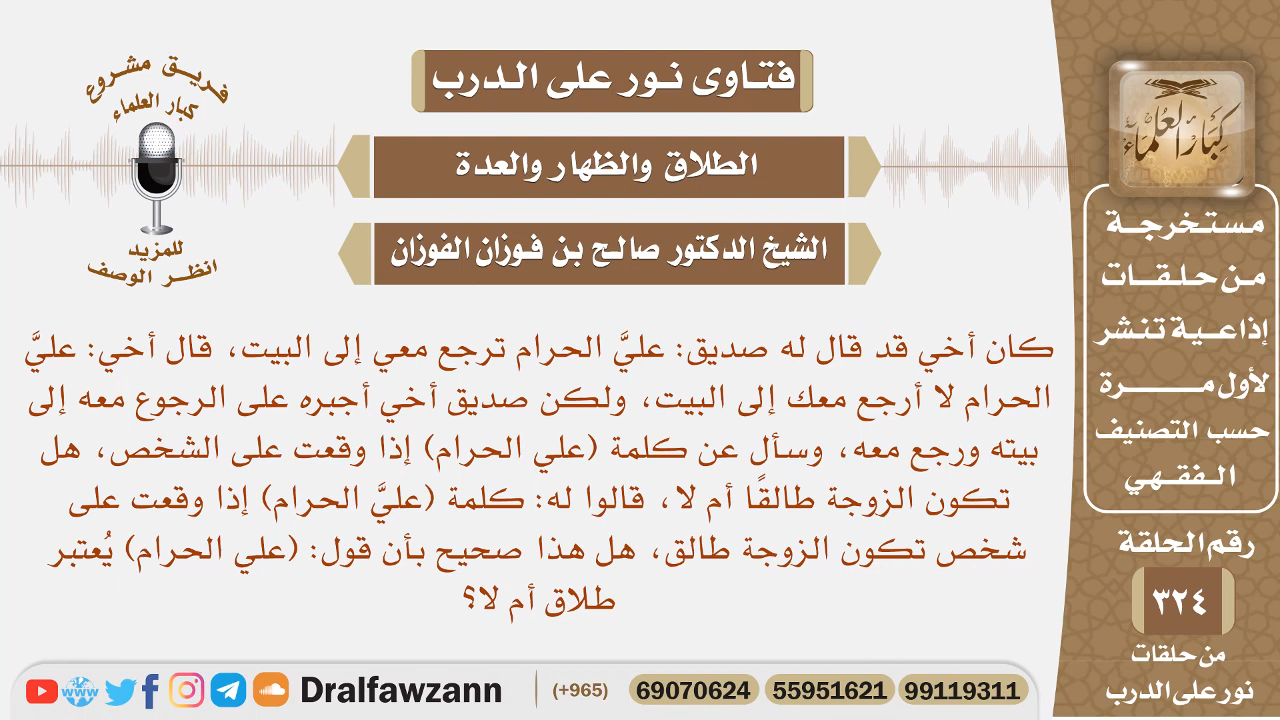 فريق مشروع
كبار العلماء
للمزيد
انظر الوصف
فتاوى نور على الدرب
الطلاق والظهار والعدة
الشيخ الدكتور صالح بن فوزان الفوزان
كان أخي قد قال له صديق: عليَّ الحرام ترجع معي إلى البيت، قال أخي: عليَّ
الحرام لا أرجع معك إلى البيت، ولكن صديق أخي أجبره على الرجوع معه إلى
بيته ورجع معه، وسأل عن كلمة (علي الحرام) إذا وقعت على الشخص، هل
تكون الزوجة طالقًا أم لا، قالوا له: كلمة (عليَّ الحرام) إذا وقعت على
شخص تكون الزوجة طالق، هل هذا صحيح بأن قول: (علي الحرام) يُعتبر
طلاق أم لا؟
كبار العلماء
مستخرجة
من حلقات
إذاعية تنشر
لأول مرة
حسب التصنيف
الفقهي
رقم الحلقة
٣٢٤
من حلقات
نور على الدرب
www Dralfawzann (+965) 69070624 55951621 99119311